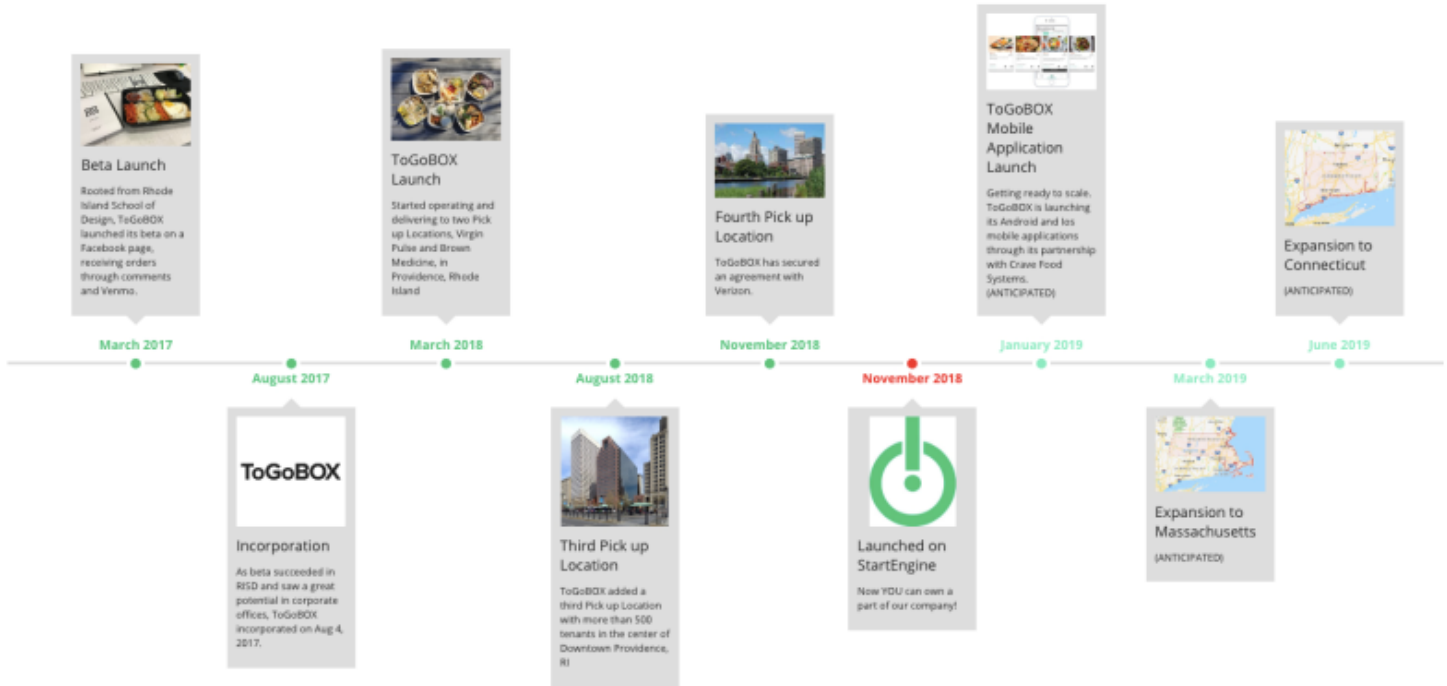 Beta Launch
Rooted from Rhode
Island School of
Design, ToGoBOX
launched its beta on a
Facebook page,
receiving orders
through comments
and Venmo.
March 2017
August 2017
ToGoBOX
Incorporation
As beta succeeded in
RISD and saw a great
potential in corporate
offices, ToGoBOX
incorporated on Aug 4,
2017.
ToGoBOX
Launch
Started operating and
delivering to two Pick
up Locations, Virgin
Pulse and Brown
Medicine, in
Providence, Rhode
Island
March 2018
August 2018
Third Pick up
Location
ToGoBOX added a
third Pick up Location
with more than 500
tenants in the center of
Downtown Providence,
RI
Fourth Pick up
Location
ToGoBOX has secured
an agreement with
Verizon.
November 2018
November 2018
Launched on
StartEngine
Now YOU can own a
part of our company!
ToGoBOX
Mobile
Application
Launch
Getting ready to scale,
ToGoBOX is launching
its Android and Ios
mobile applications
through its partnership
with Crave Food
Systems.
(ANTICIPATED)
January 2019
March 2019
Expansion to
Massachusetts
(ANTICIPATED)
Expansion to
Connecticut
(ANTICIPATED)
June 2019